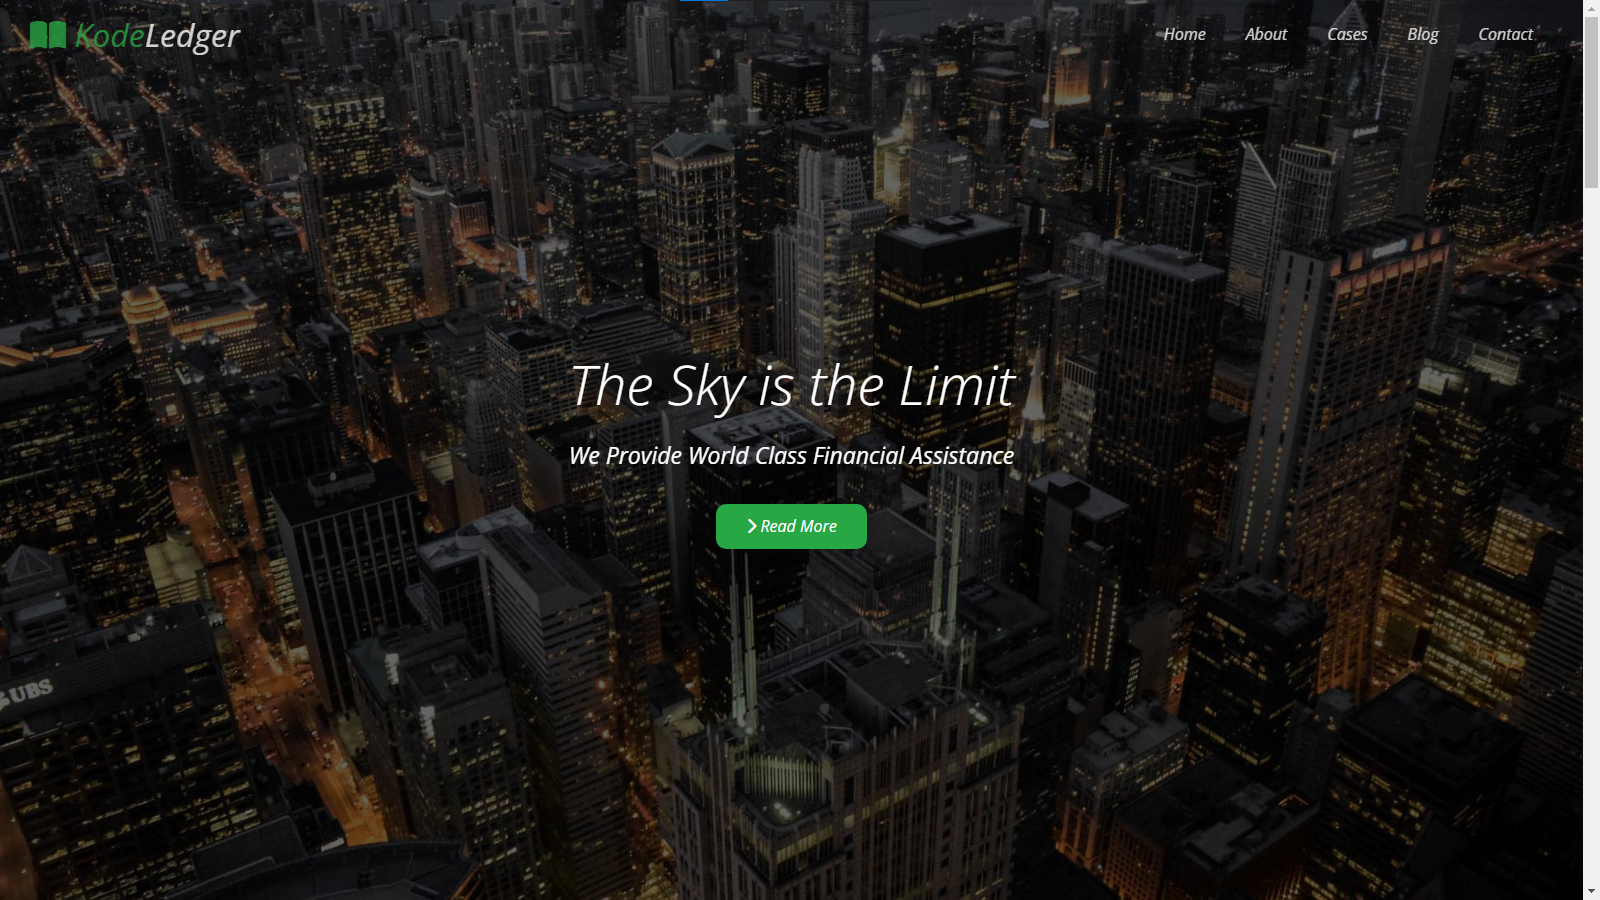 KodeLedger
Home
About
Cases
Blog
Contact
The Sky is the Limit
We Provide World Class Financial Assistance
Read More
UBS